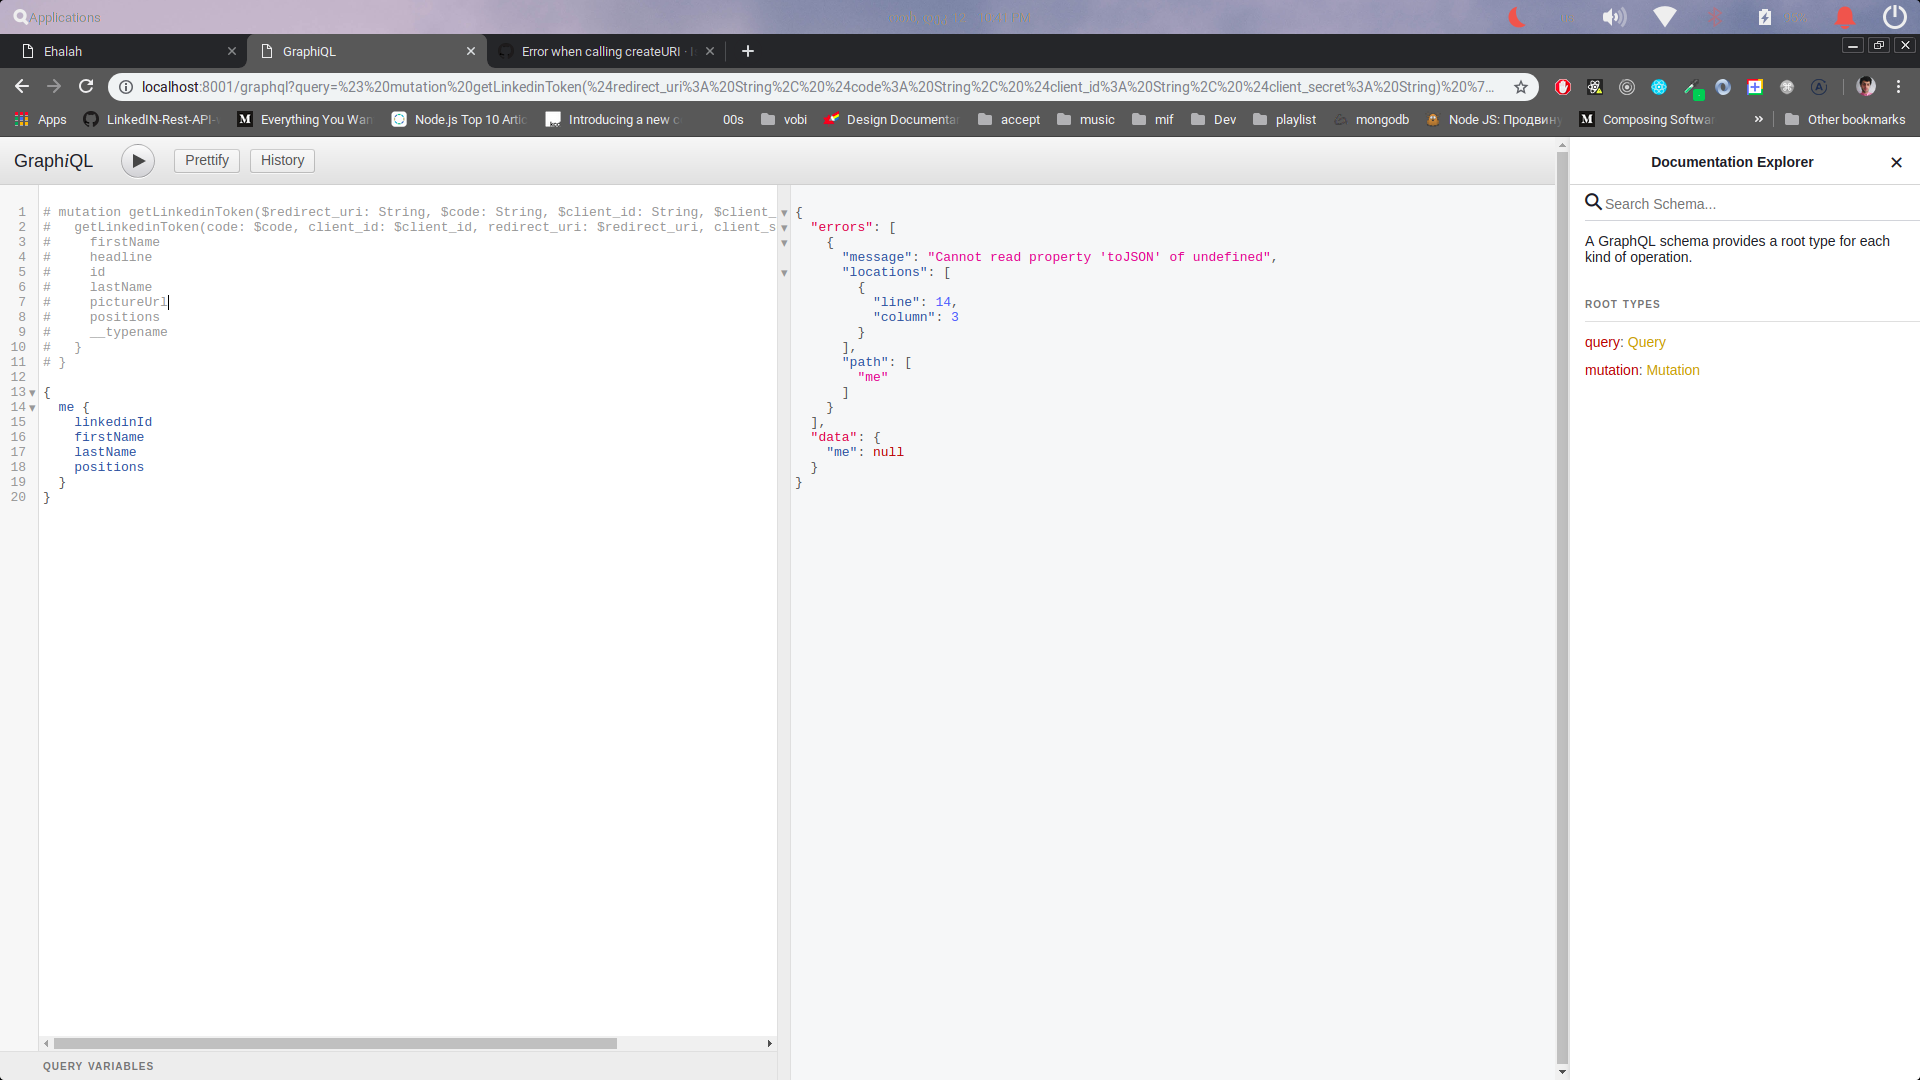 Applications
Ehalah
GraphiQL
Error when calling createURI · Is
localhost:8001/graphql?query=%23%20mutation%20getLinkedinToken(%24redirect_uri%3A%20String%2C%20%24code%3A%20String%2C%20%24client_id%3A%20String%2C%20%24client_secret%3A%20String)%20%7...
Apps
LinkedIN-Rest-API-
Everything You Wan
Node.js Top 10 Artic
Introducing a new c
00s
vobi
Design Documenta
accept
music
mif
Dev
playlist
mongodb
Node JS: Продвин
Composing Softwar
»
Other bookmarks
GraphiQL
Prettify
History
1 # mutation getLinkedinToken($redirect_uri: String, $code: String, $client_id: String, $client_
2 #   getLinkedinToken(code: $code, client_id: $client_id, redirect_uri: $redirect_uri, client_s
3 #     firstName
4 #     headline
5 #     id
6 #     lastName
7 #     pictureUrl
8 #     positions
9 #     __typename
10 #   }
11 # }
12
13 {
14   me {
15     linkedinId
16     firstName
17     lastName
18     positions
19   }
20 }
QUERY VARIABLES
{
  "errors": [
    {
      "message": "Cannot read property 'toJSON' of undefined",
      "locations": [
        {
          "line": 14,
          "column": 3
        }
      ],
      "path": [
        "me"
      ]
    }
  ],
  "data": {
    "me": null
  }
}
Documentation Explorer
Search Schema...
A GraphQL schema provides a root type for each
kind of operation.
ROOT TYPES
query: Query
mutation: Mutation